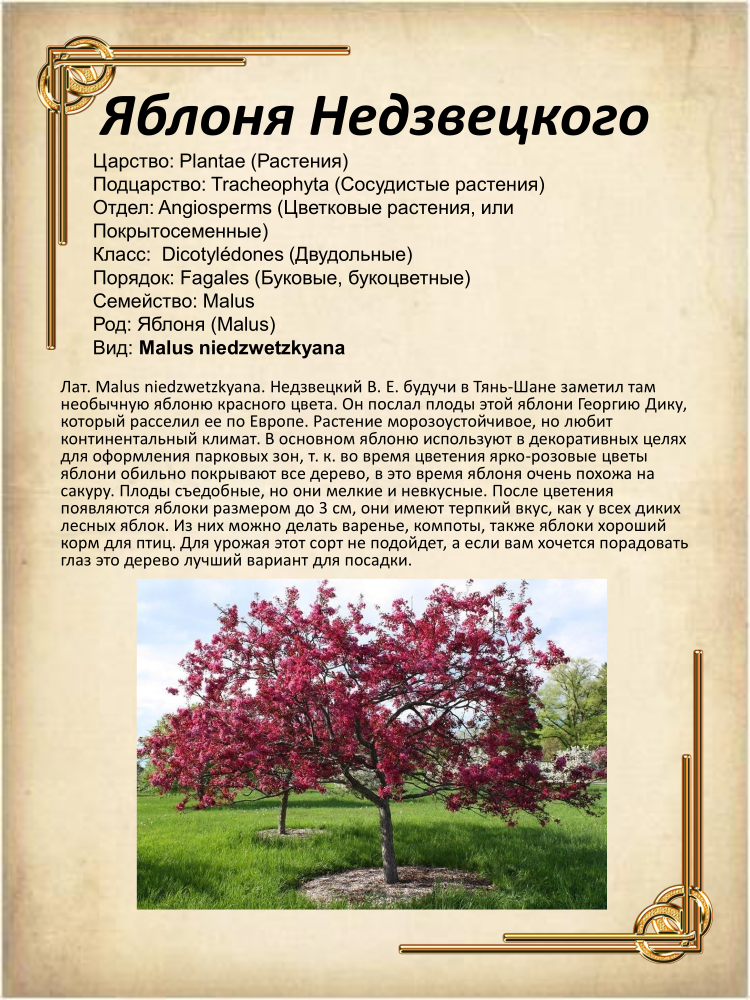 Яблоня Недзвецкого
Царство: Plantae (Растения)
Подцарство: Tracheophyta (Сосудистые растения)
Отдел: Angiosperms (Цветковые растения, или
Покрытосеменные)
Класс:  Dicotylédones (Двудольные)
Порядок: Fagales (Буковые, букоцветные)
Семейство: Malus
Род: Яблоня (Malus)
Вид: Malus niedzwetzkyana
Лат. Malus niedzwetzkyana. Недзвецкий В. Е. будучи в Тянь-Шане заметил там
необычную яблоню красного цвета. Он послал плоды этой яблони Георгию Дику,
который расселил ее по Европе. Растение морозоустойчивое, но любит
континентальный климат. В основном яблоню используют в декоративных целях
для оформления парковых зон, т. к. во время цветения ярко-розовые цветы
яблони обильно покрывают все дерево, в это время яблоня очень похожа на
сакуру. Плоды съедобные, но они мелкие и невкусные. После цветения
появляются яблоки размером до 3 см, они имеют терпкий вкус, как у всех диких
лесных яблок. Из них можно делать варенье, компоты, также яблоки хороший
корм для птиц. Для урожая этот сорт не подойдет, а если вам хочется порадовать
глаз это дерево лучший вариант для посадки.